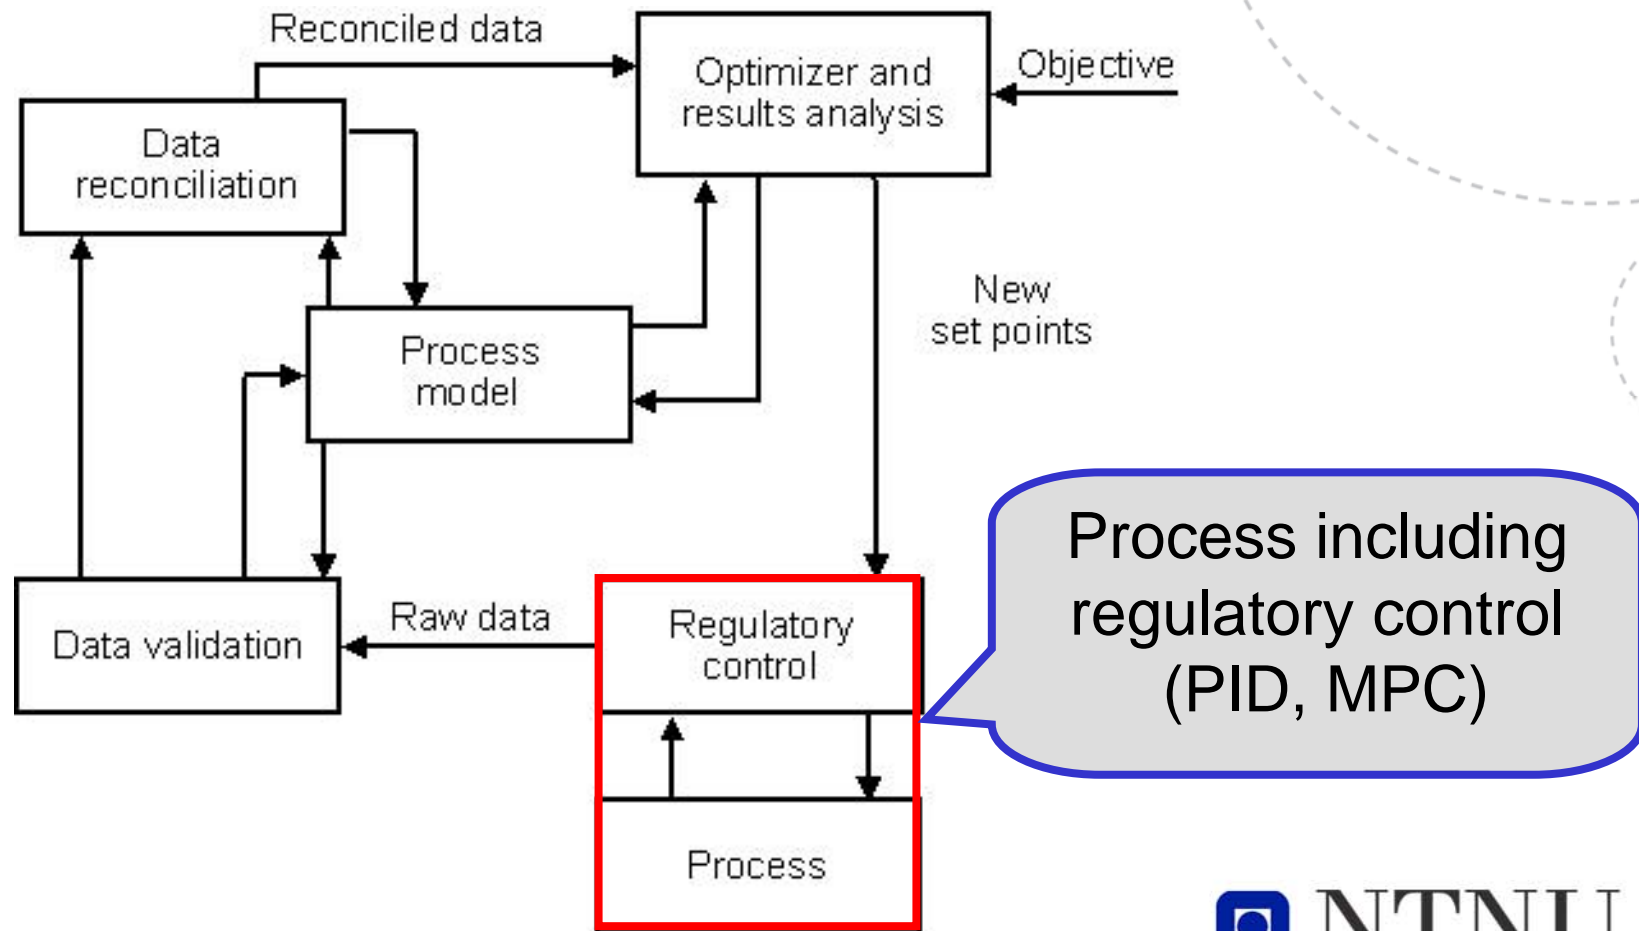 Reconciled data
Optimizer and
results analysis
Objective
Data
reconciliation
New
set points
Process
model
Process including
regulatory control
(PID, MPC)
Data validation
Raw data
Regulatory
control
Process
NTNU